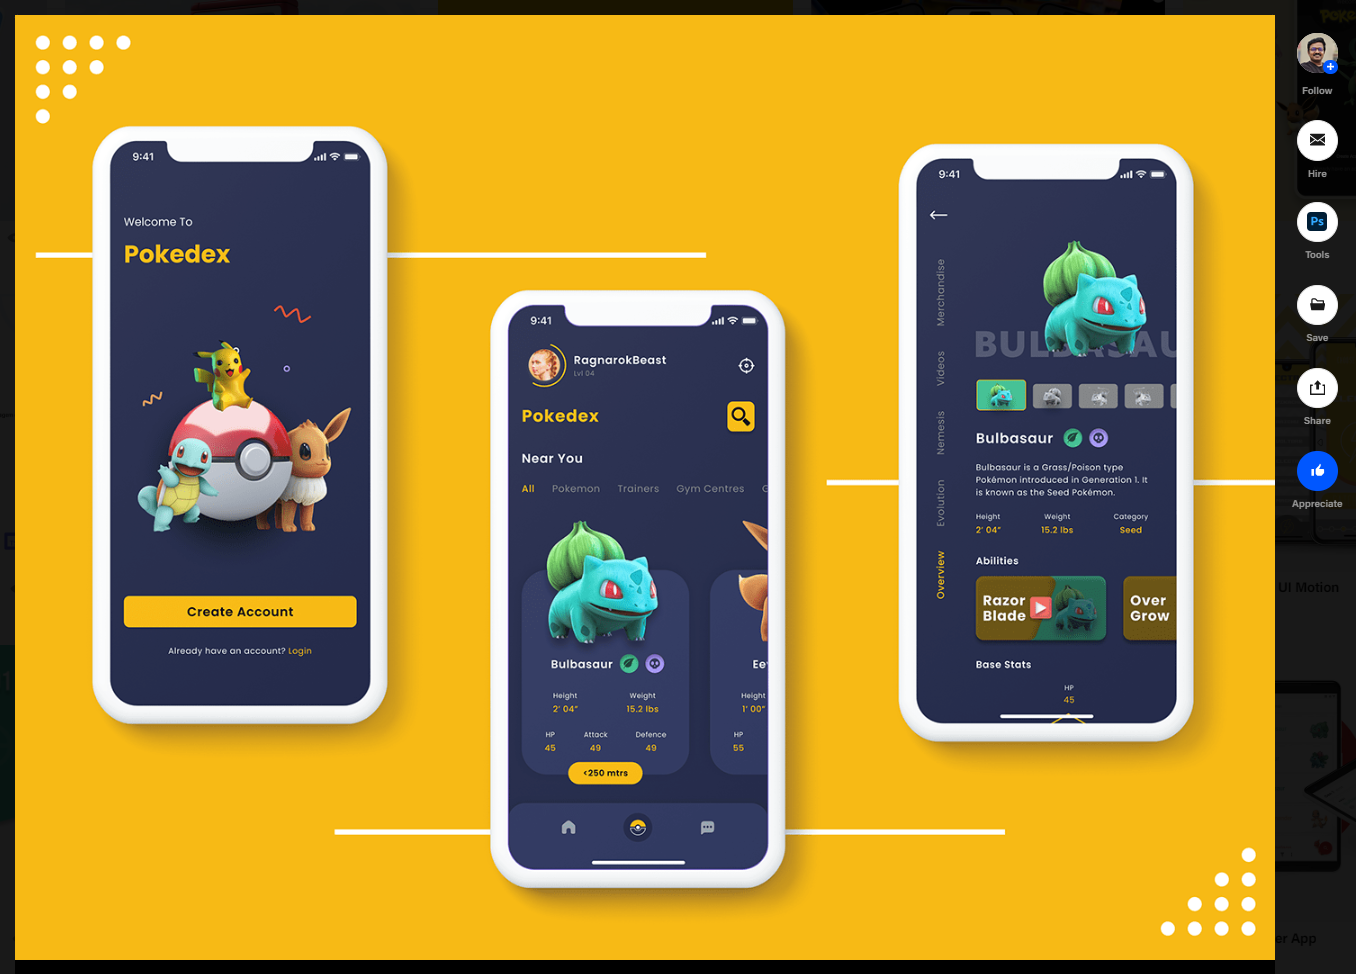 9:41
Welcome To
Pokedex
Create Account
Already have an account? Login
9:41
RagnarokBeast
Lvl 04
Pokedex
Near You
All Pokemon Trainers Gym Centres G
Bulbasaur
Height Weight
2' 04" 15.2 lbs
HP Attack Defence
45 49 49
<250 mtrs
Ee
Height
1' 00"
HP
55
9:41
Merchandise
Videos
Nemesis
Evolution
Overview
BULBASAU
Bulbasaur
Bulbasaur is a Grass/Poison type
Pokémon introduced in Generation 1. It
is known as the Seed Pokémon.
Height Weight Category
2' 04" 15.2 lbs Seed
Abilities
Razor
Blade
Over
Grow
Base Stats
HP
45
Follow
Hire
Ps
Tools
Save
Share
Appreciate
UI Motion
er App